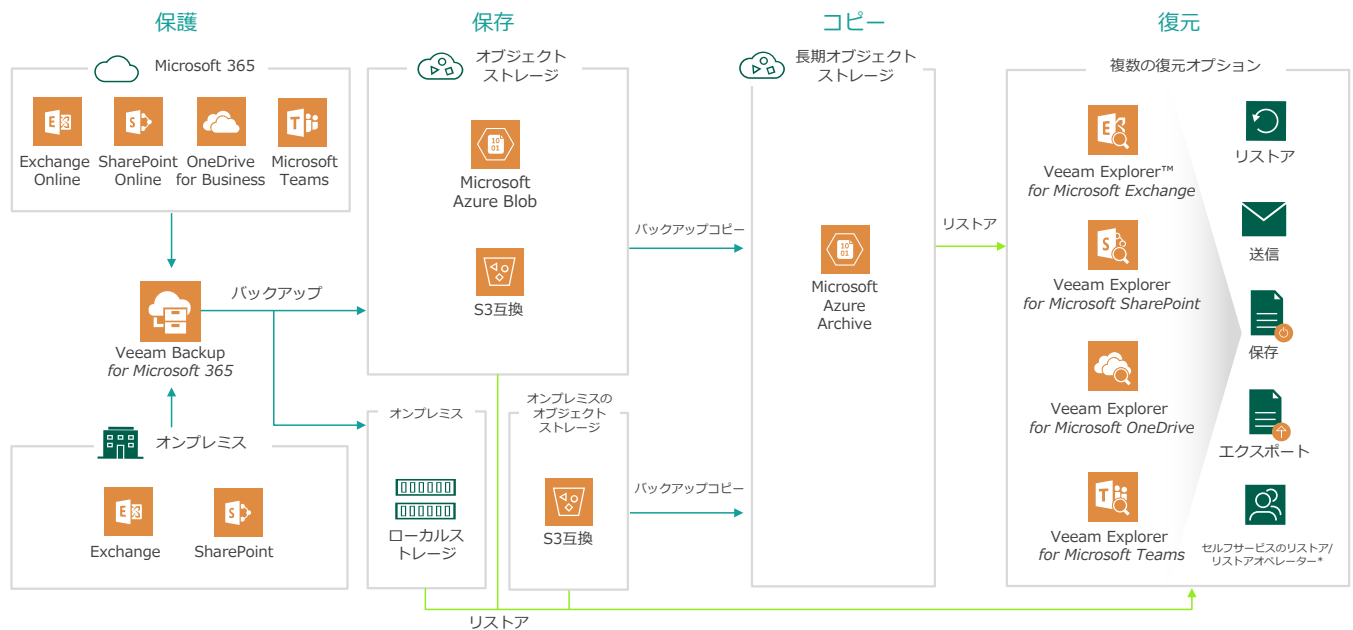 保護
Microsoft 365
Exchange
Online
SharePoint
Online
OneDrive
for Business
Microsoft
Teams
バックアップ
Veeam Backup
for Microsoft 365
オンプレミス
Exchange
SharePoint
保存
オブジェクト
ストレージ
Microsoft
Azure Blob
S3互換
オンプレミス
ローカルス
トレージ
オンプレミスの
オブジェクト
ストレージ
S3互換
バックアップコピー
バックアップコピー
リストア
コピー
長期オブジェクト
ストレージ
Microsoft
Azure
Archive
リストア
復元
複数の復元オプション
Veeam Explorer™
for Microsoft Exchange
Veeam Explorer
for Microsoft SharePoint
Veeam Explorer
for Microsoft OneDrive
Veeam Explorer
for Microsoft Teams
リストア
送信
保存
エクスポート
セルフサービスのリストア/
リストアオペレーター*